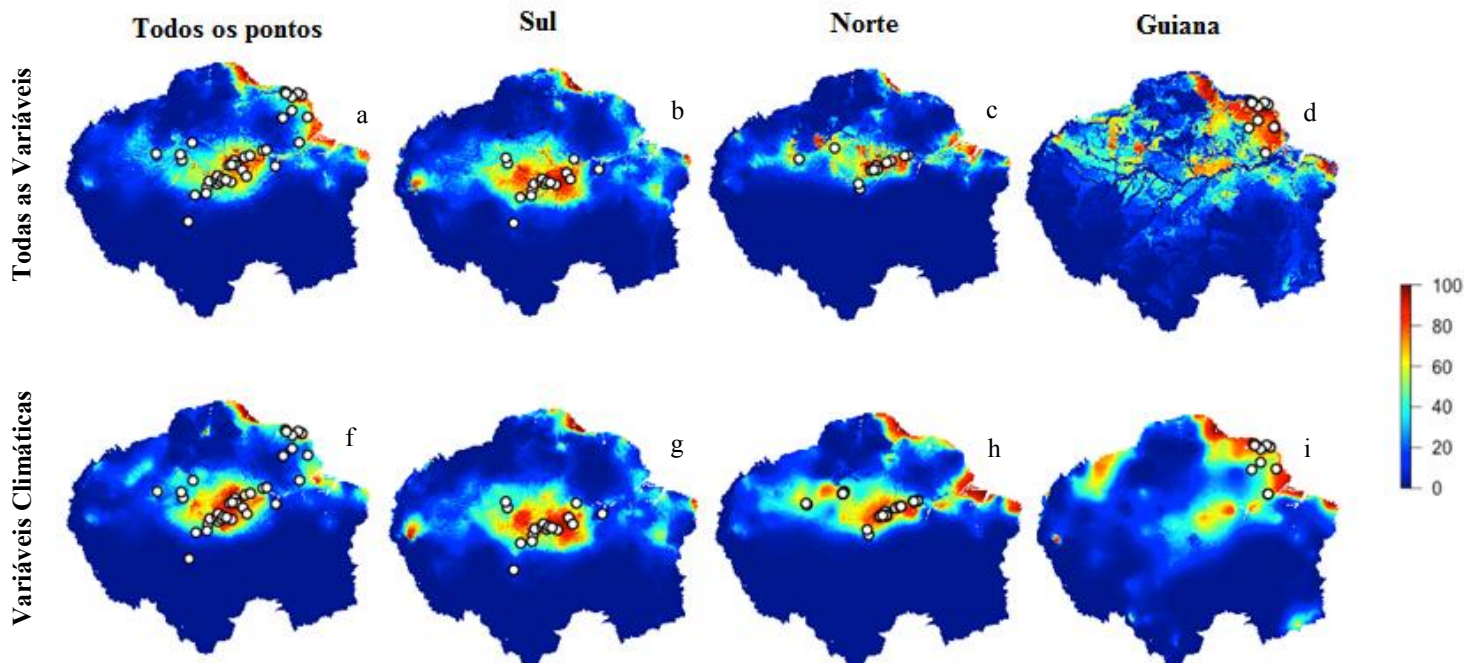 Todos os pontos
Sul
Norte
Guiana
Todas as Variáveis
a
b
c
d
Variáveis Climáticas
f
g
h
i
100
80
60
40
20
0